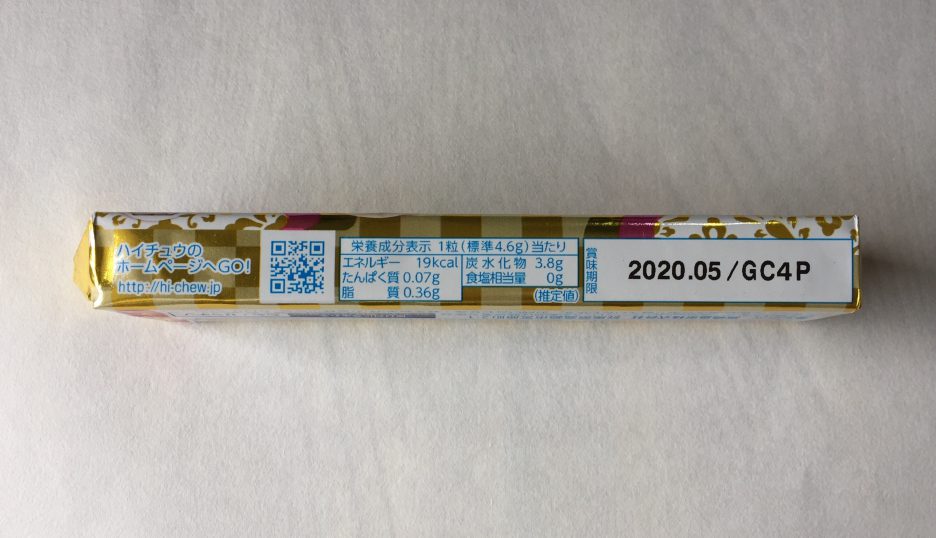 ハイチュウの
ホームページへGO!
http://hi-chew.jp
栄養成分表示 1粒(標準4.6g)当たり
エネルギー 19kcal
たんぱく質 0.07g
脂質 0.36g
炭水化物 3.8g
食塩相当量 0g
(推定値)
賞味期限
2020.05/GC4P